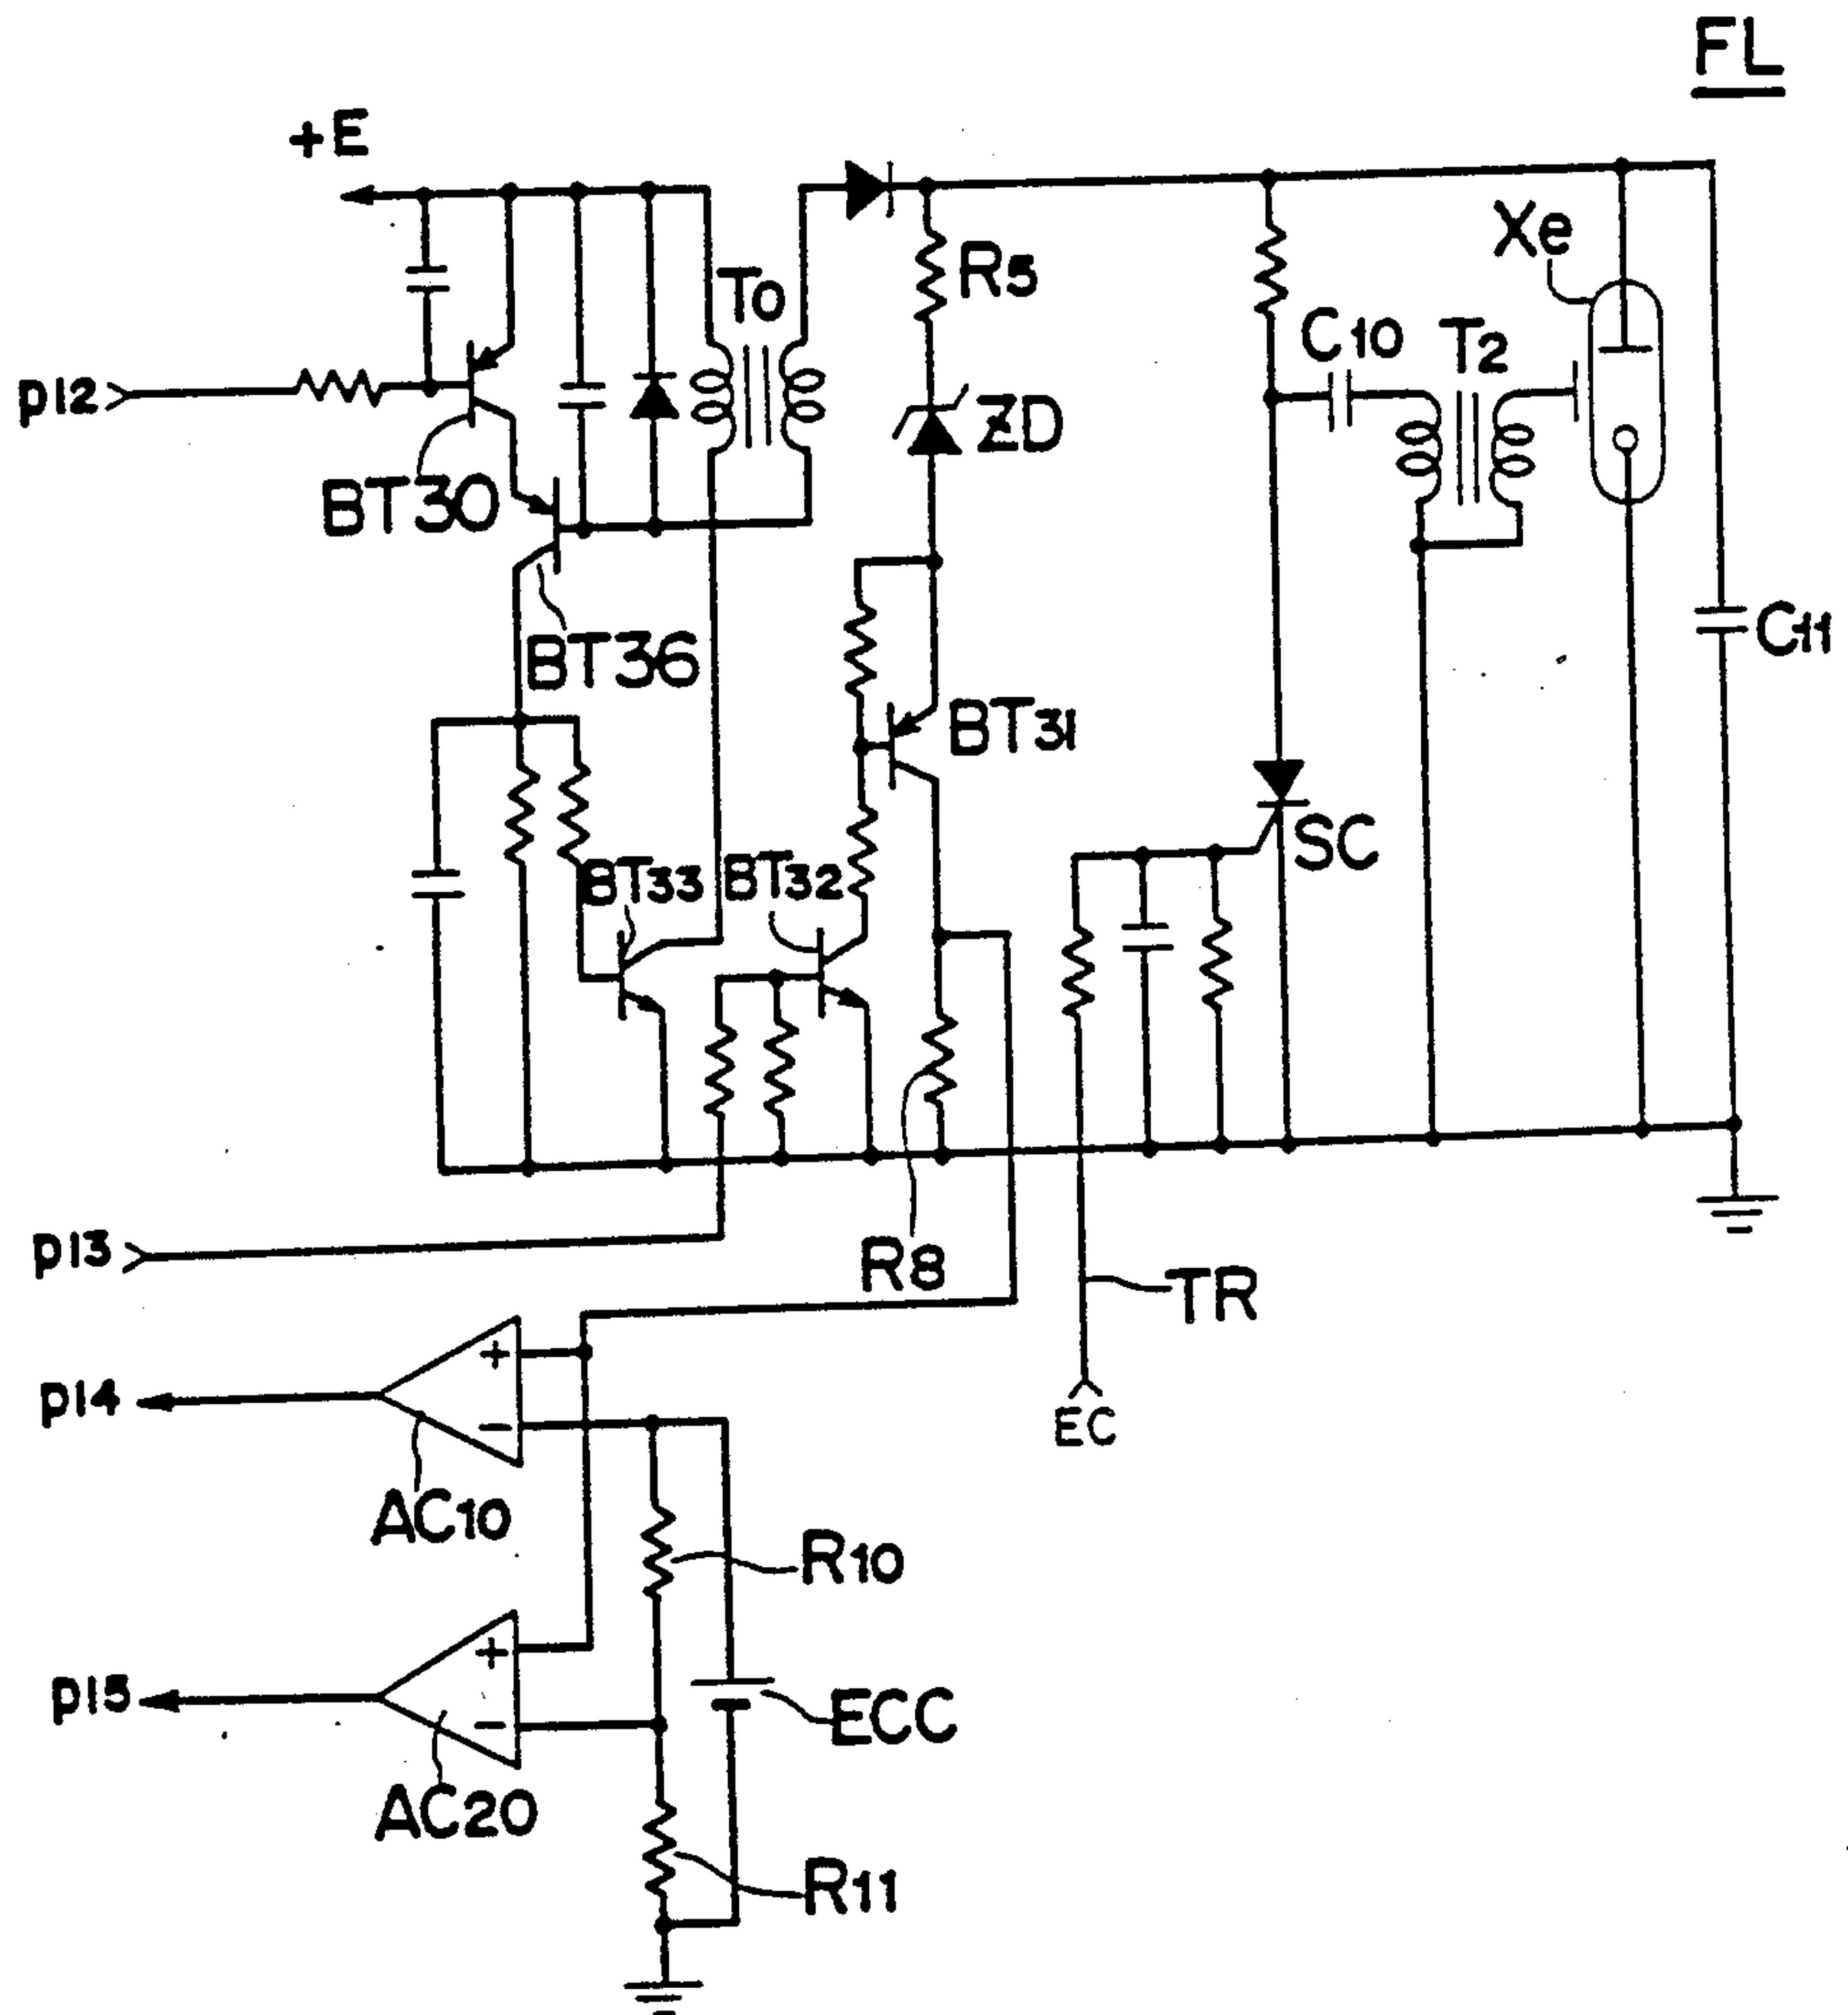 FL
+E
Xe
R5
T0
C10
T2
p12
ZD
BT30
C11
BT36
BT31
SC
BT33
BT32
p13
R8
TR
+
p14
EC
−
AC10
R10
+
p15
ECC
−
AC20
R11